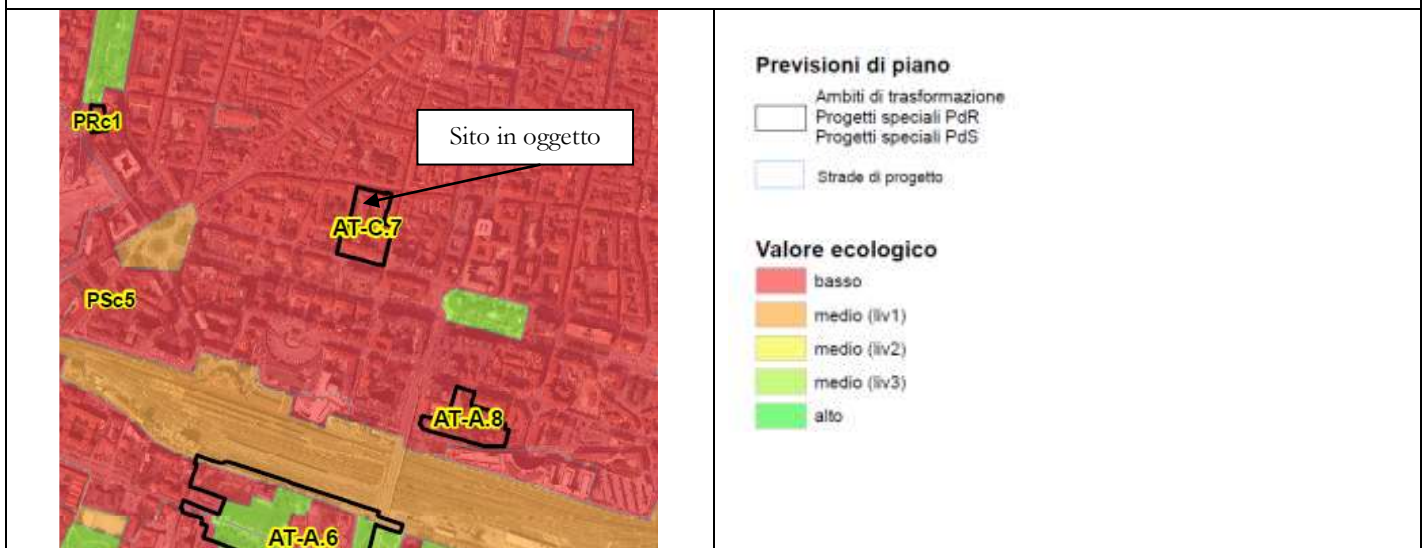 PRc1
Sito in oggetto
AT-C.7
PSc5
AT-A.8
AT-A.6
Previsioni di piano
Ambiti di trasformazione
Progetti speciali PdR
Progetti speciali PdS
Strade di progetto
Valore ecologico
basso
medio (liv1)
medio (liv2)
medio (liv3)
alto